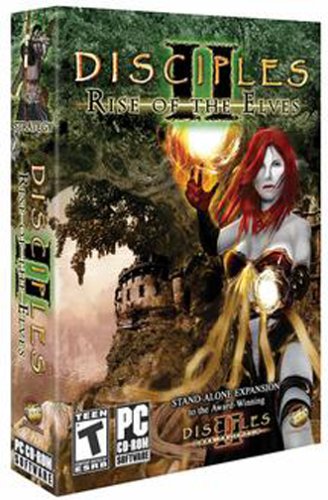 DISCIPLES
II
RISE OF THE ELVES
STRATEGY
DISCIPLES II
RISE OF THE ELVES
STAND-ALONE EXPANSION
to the Award-Winning
DISCIPLES
II
TEEN
T
ESRB
PC
CD-ROM
SOFTWARE
PC CD-ROM
SOFTWARE